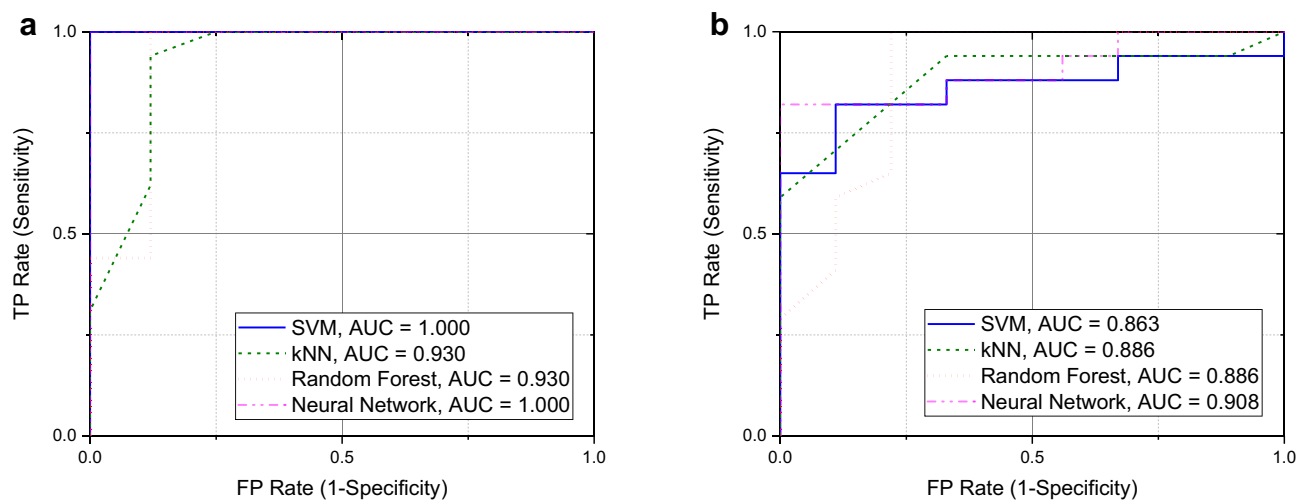 a
TP Rate (Sensitivity)
1.0
0.5
0.0
0.0
0.5
1.0
FP Rate (1-Specificity)
SVM, AUC = 1.000
kNN, AUC = 0.930
Random Forest, AUC = 0.930
Neural Network, AUC = 1.000
b
TP Rate (Sensitivity)
1.0
0.5
0.0
0.0
0.5
1.0
FP Rate (1-Specificity)
SVM, AUC = 0.863
kNN, AUC = 0.886
Random Forest, AUC = 0.886
Neural Network, AUC = 0.908